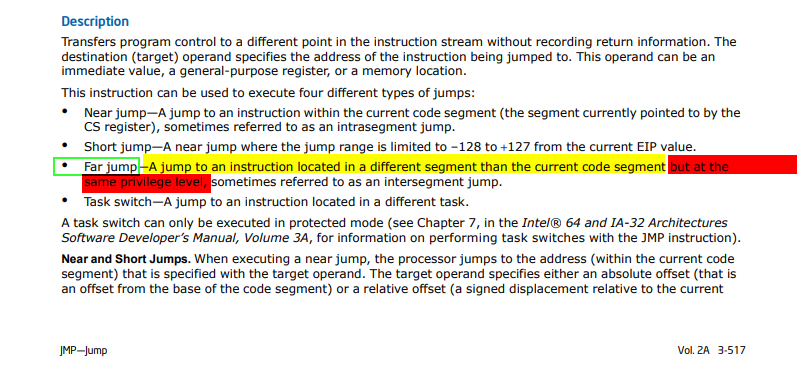 Description
Transfers program control to a different point in the instruction stream without recording return information. The
destination (target) operand specifies the address of the instruction being jumped to. This operand can be an
immediate value, a general-purpose register, or a memory location.
This instruction can be used to execute four different types of jumps:
• Near jump—A jump to an instruction within the current code segment (the segment currently pointed to by the
CS register), sometimes referred to as an intrasegment jump.
• Short jump—A near jump where the jump range is limited to –128 to +127 from the current EIP value.
• Far jump—A jump to an instruction located in a different segment than the current code segment but at the
same privilege level, sometimes referred to as an intersegment jump.
• Task switch—A jump to an instruction located in a different task.
A task switch can only be executed in protected mode (see Chapter 7, in the Intel® 64 and IA-32 Architectures
Software Developer's Manual, Volume 3A, for information on performing task switches with the JMP instruction).
Near and Short Jumps. When executing a near jump, the processor jumps to the address (within the current code
segment) that is specified with the target operand. The target operand specifies either an absolute offset (that is
an offset from the base of the code segment) or a relative offset (a signed displacement relative to the current
JMP—Jump Vol. 2A 3-517